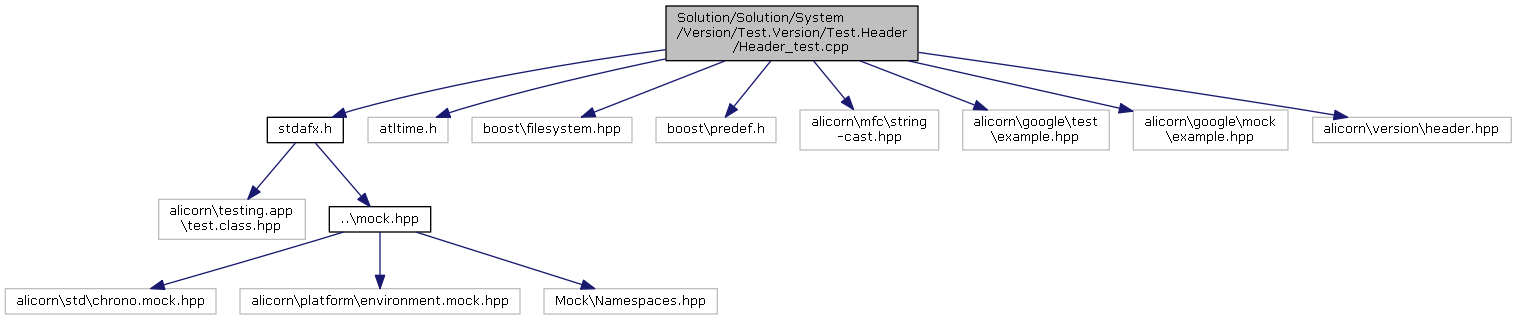 Solution/Solution/System
/Version/Test.Version/Test.Header
/Header_test.cpp
stdafx.h
atltime.h
boost\filesystem.hpp
boost\predef.h
alicorn\mfc\string
-cast.hpp
alicorn\google\test
\example.hpp
alicorn\google\mock
\example.hpp
alicorn\version\header.hpp
alicorn\testing.app
\test.class.hpp
..\mock.hpp
alicorn\std\chrono.mock.hpp
alicorn\platform\environment.mock.hpp
Mock\Namespaces.hpp